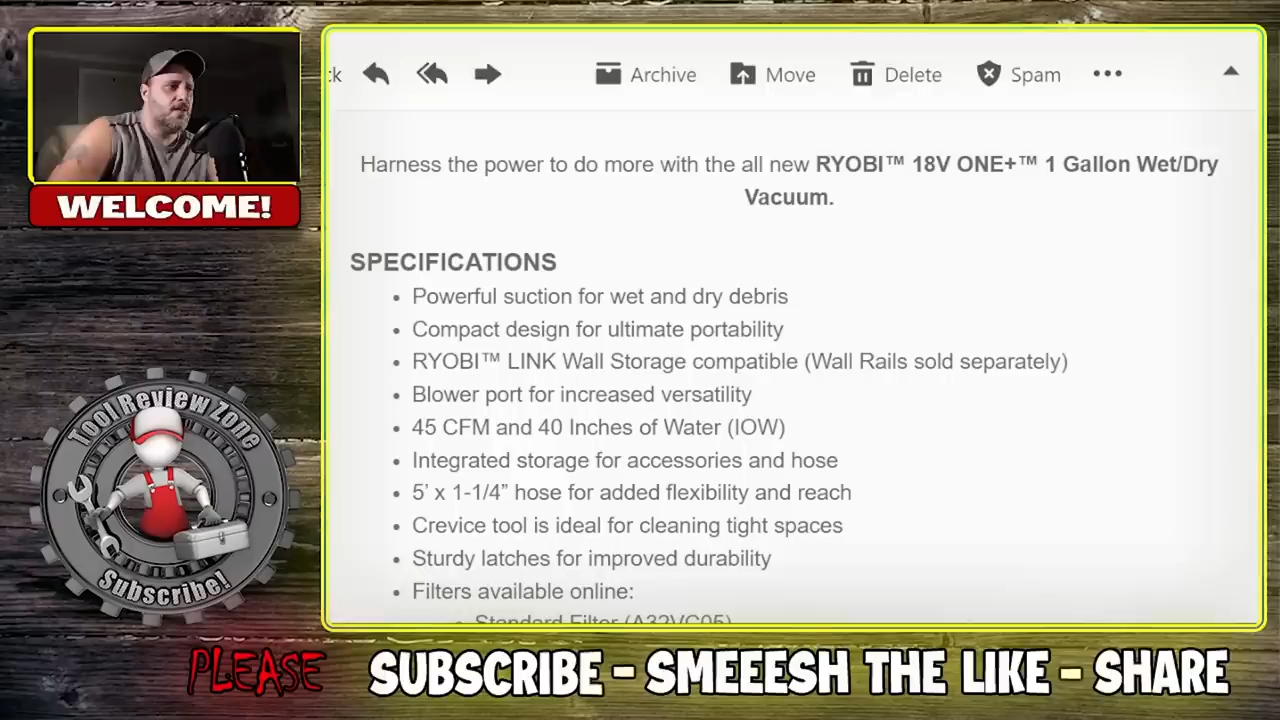 ck
Archive
Move
Delete
Spam
Harness the power to do more with the all new RYOBI™ 18V ONE+™ 1 Gallon Wet/Dry
Vacuum.
WELCOME!
SPECIFICATIONS
• Powerful suction for wet and dry debris
• Compact design for ultimate portability
• RYOBI™ LINK Wall Storage compatible (Wall Rails sold separately)
• Blower port for increased versatility
• 45 CFM and 40 Inches of Water (IOW)
• Integrated storage for accessories and hose
• 5’ x 1-1/4” hose for added flexibility and reach
• Crevice tool is ideal for cleaning tight spaces
• Sturdy latches for improved durability
• Filters available online:
Standard Filter (A32VC05)
Tool Review Zone
Subscribe!
PLEASE SUBSCRIBE - SMEEESH THE LIKE - SHARE